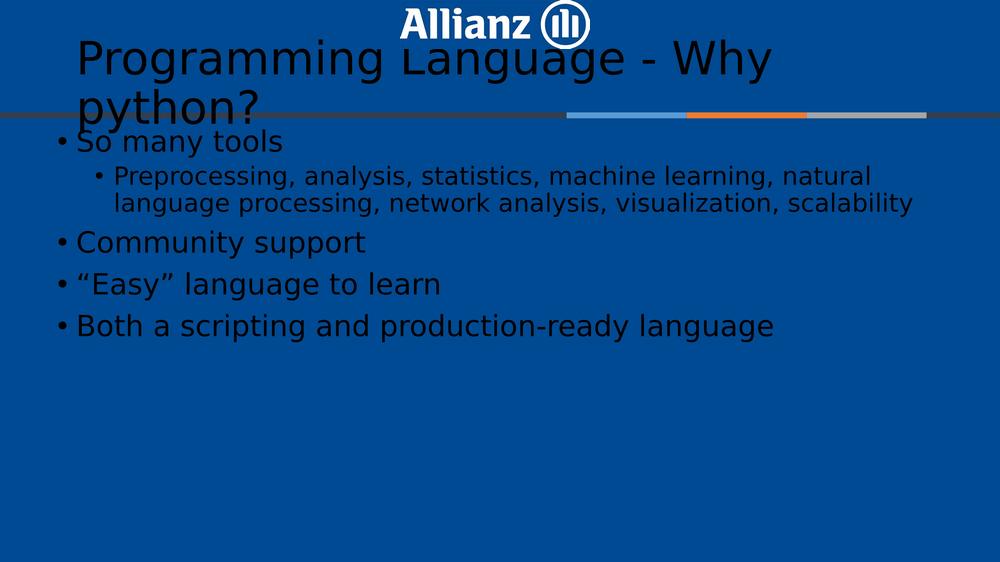 Allianz
Programming Language - Why
python?
• So many tools
• Preprocessing, analysis, statistics, machine learning, natural
language processing, network analysis, visualization, scalability
• Community support
• “Easy” language to learn
• Both a scripting and production-ready language